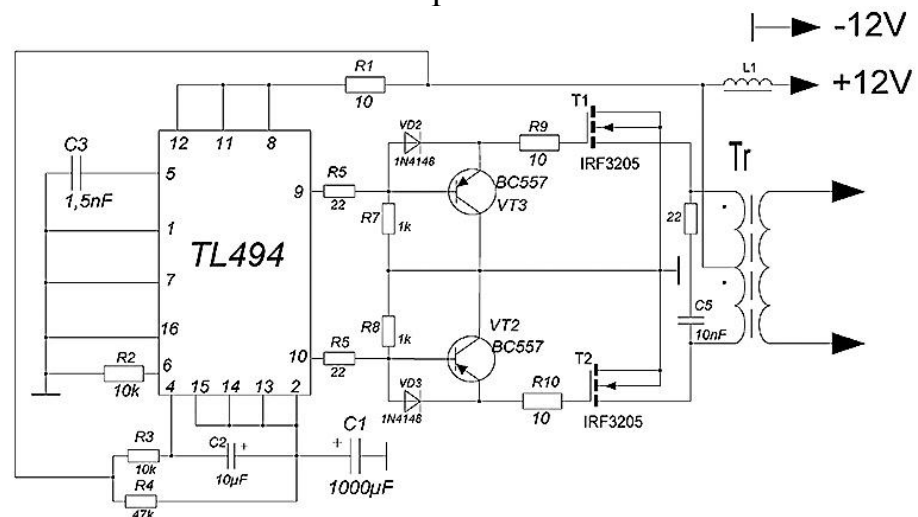 -12V
L1
+12V
R1
10
T1
12 11 8
VD2
1N4148
R9
10
IRF3205
Tr
C3
1,5nF
5
9
R5
22
BC557
VT3
R7
1k
22
1
TL494
7
C5
10nF
16
R8
1k
VT2
BC557
R2
10k
6
10
R5
22
T2
4 15 14 13 2
VD3
1N4148
R10
10
IRF3205
R3
10k
C2
+
10µF
+
C1
1000µF
R4
47k